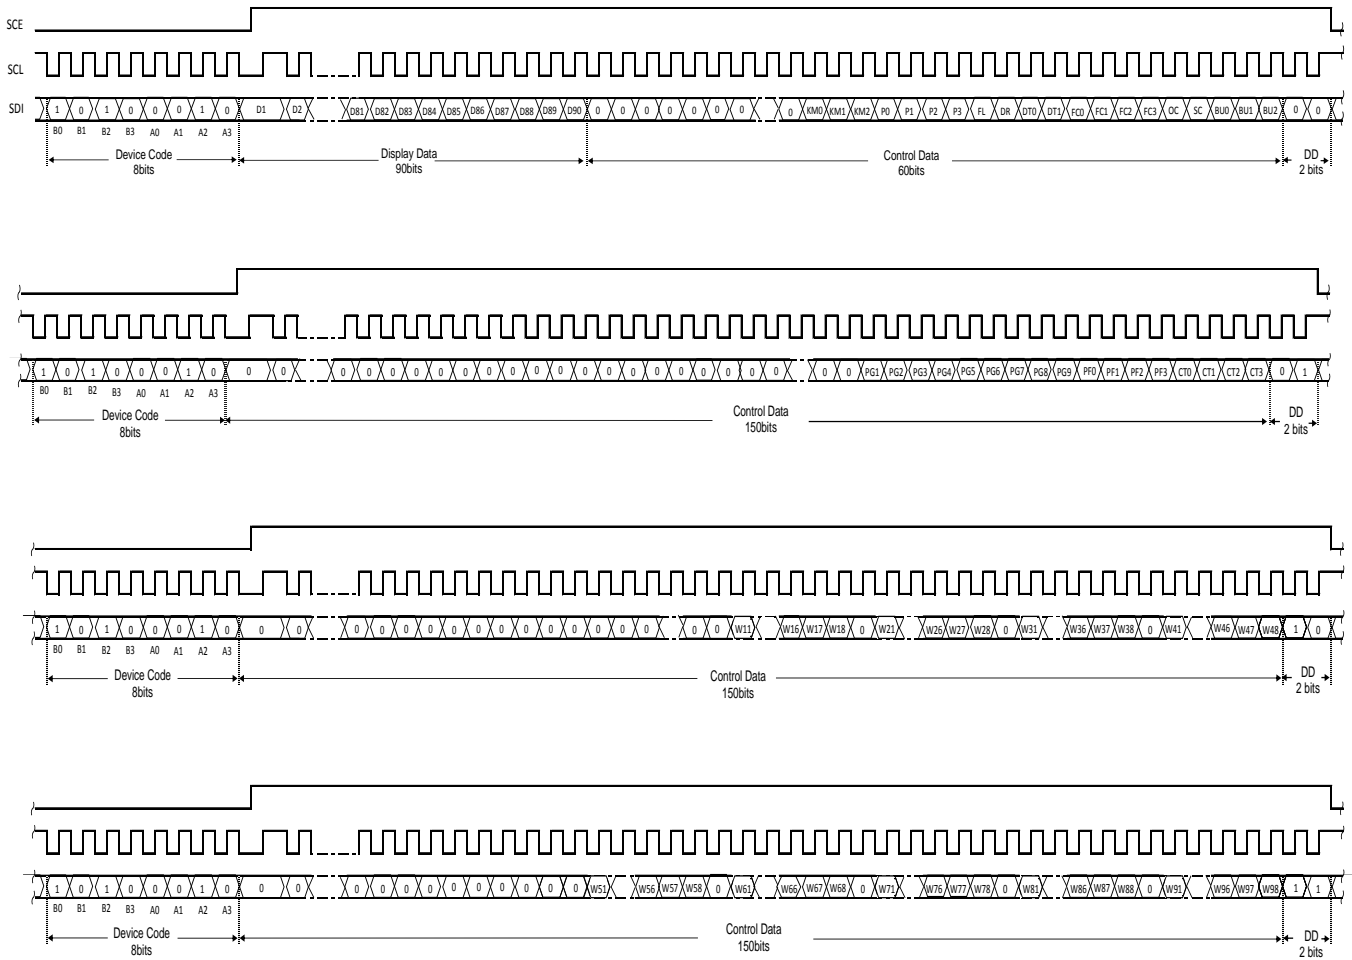 SCE
SCL
SDI 1 0 1 0 0 0 1 0 D1 D2 D81 D82 D83 D84 D85 D86 D87 D88 D89 D90 0 0 0 0 0 0 0 0 KM0 KM1 KM2 P0 P1 P2 P3 FL DR DT0 DT1 FC0 FC1 FC2 FC3 OC SC BU0 BU1 BU2 0 0
B0 B1 B2 B3 A0 A1 A2 A3
Device Code Display Data Control Data DD
8bits 90bits 60bits 2 bits
1 0 1 0 0 0 1 0 0 0 0 0 0 0 0 0 0 0 0 0 0 0 0 0 0 0 0 0 0 0 0 PG1 PG2 PG3 PG4 PG5 PG6 PG7 PG8 PG9 PF0 PF1 PF2 PF3 CT0 CT1 CT2 CT3 0 1
B0 B1 B2 B3 A0 A1 A2 A3
Device Code Control Data DD
8bits 150bits 2 bits
1 0 1 0 0 0 1 0 0 0 0 0 0 0 0 0 0 0 0 0 0 0 0 0 0 0 W11 W16 W17 W18 0 W21 W26 W27 W28 0 W31 W36 W37 W38 0 W41 W46 W47 W48 1 0
B0 B1 B2 B3 A0 A1 A2 A3
Device Code Control Data DD
8bits 150bits 2 bits
1 0 1 0 0 0 1 0 0 0 0 0 0 0 0 0 0 0 0 0 0 W51 W56 W57 W58 0 W61 W66 W67 W68 0 W71 W76 W77 W78 0 W81 W86 W87 W88 0 W91 W96 W97 W98 1 1
B0 B1 B2 B3 A0 A1 A2 A3
Device Code Control Data DD
8bits 150bits 2 bits